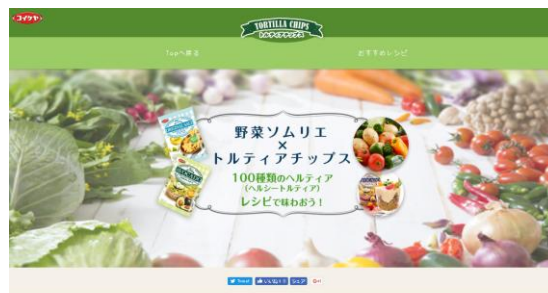 コイケヤ
TORTILLA CHIPS
トルティアチップス
Topへ戻る
おすすめレシピ
野菜ソムリエ
×
トルティアチップス
100種類のヘルティア
(ヘルシートルティア)
レシピで味わおう!
Tweet
いいね!
シェア
G+